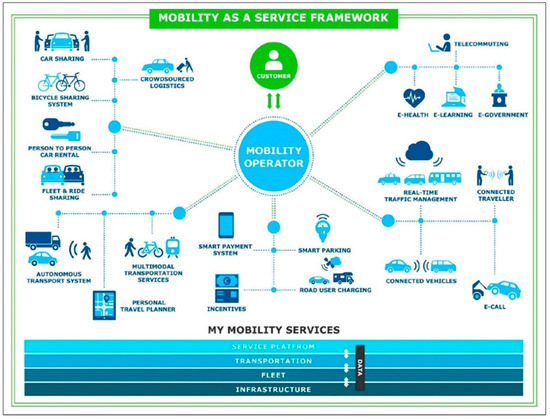 MOBILITY AS A SERVICE FRAMEWORK
CUSTOMER
MOBILITY
OPERATOR
CAR SHARING
CROWDSOURCED
LOGISTICS
BICYCLE SHARING
SYSTEM
PERSON TO PERSON
CAR RENTAL
FLEET & RIDE
SHARING
TELECOMMUTING
E-HEALTH
E-LEARNING
E-GOVERNMENT
REAL-TIME
TRAFFIC MANAGEMENT
CONNECTED
TRAVELLER
CONNECTED VEHICLES
E-CALL
AUTONOMOUS
TRANSPORT SYSTEM
MULTIMODAL
TRANSPORTATION
SERVICES
PERSONAL
TRAVEL PLANNER
SMART PAYMENT
SYSTEM
SMART PARKING
INCENTIVES
ROAD USER CHARGING
MY MOBILITY SERVICES
SERVICE PLATFROM
TRANSPORTATION
FLEET
INFRASTRUCTURE
DATA